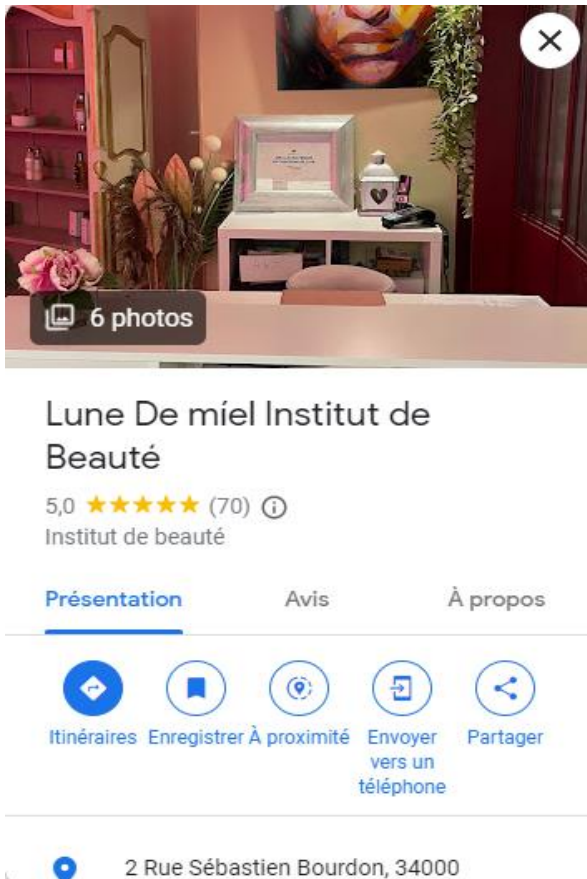 6 photos
Lune De míel Institut de
Beauté
5,0 (70)
Institut de beauté
Présentation Avis À propos
Itinéraires Enregistrer À proximité Envoyer Partager
vers un
téléphone
2 Rue Sébastien Bourdon, 34000